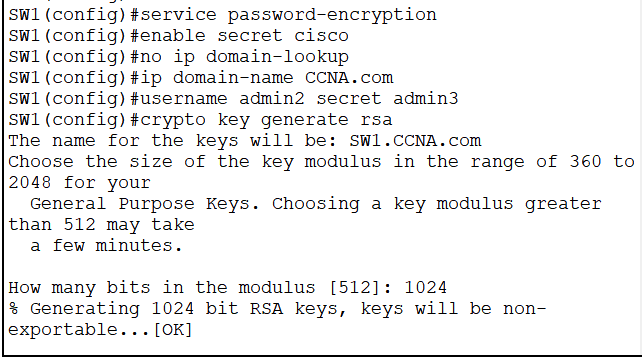 SW1(config)#service password-encryption
SW1(config)#enable secret cisco
SW1(config)#no ip domain-lookup
SW1(config)#ip domain-name CCNA.com
SW1(config)#username admin2 secret admin3
SW1(config)#crypto key generate rsa
The name for the keys will be: SW1.CCNA.com
Choose the size of the key modulus in the range of 360 to
2048 for your
  General Purpose Keys. Choosing a key modulus greater
than 512 may take
  a few minutes.

How many bits in the modulus [512]: 1024
% Generating 1024 bit RSA keys, keys will be non-
exportable...[OK]